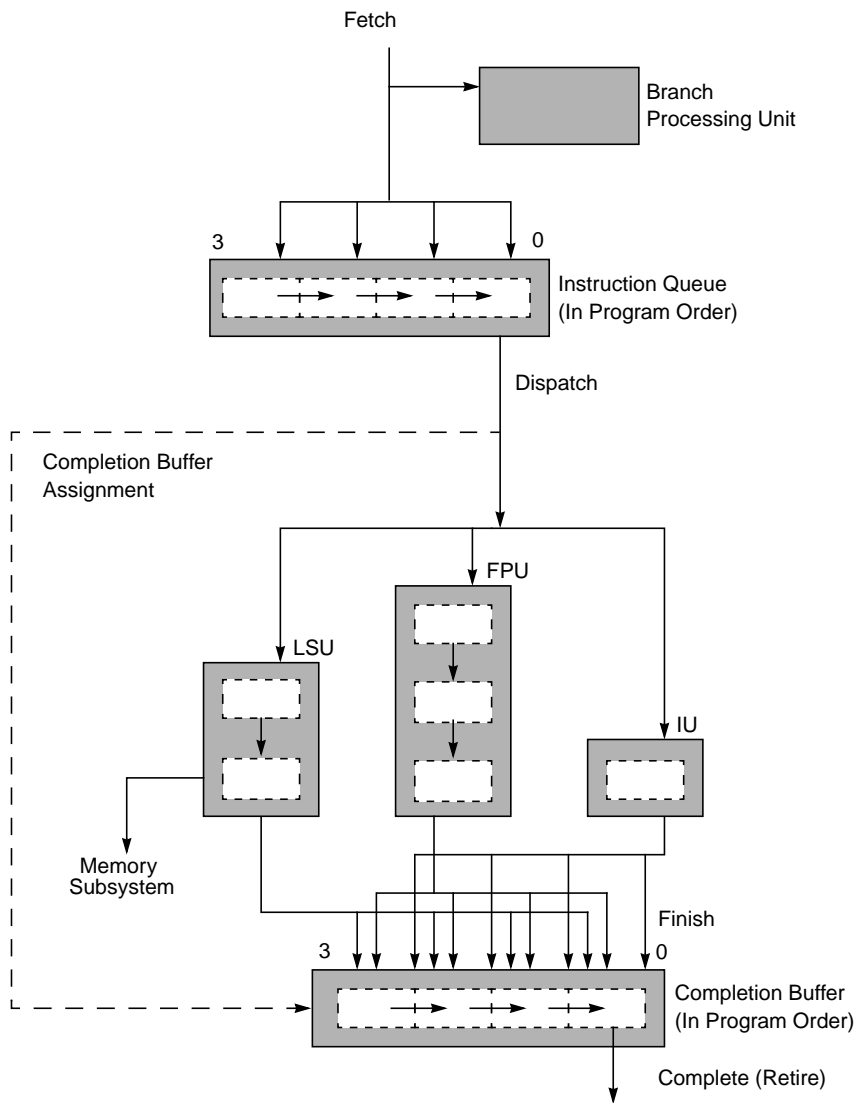 Fetch
Branch
Processing Unit
3
0
Instruction Queue
(In Program Order)
Dispatch
Completion Buffer
Assignment
FPU
LSU
IU
Memory
Subsystem
Finish
3
0
Completion Buffer
(In Program Order)
Complete (Retire)